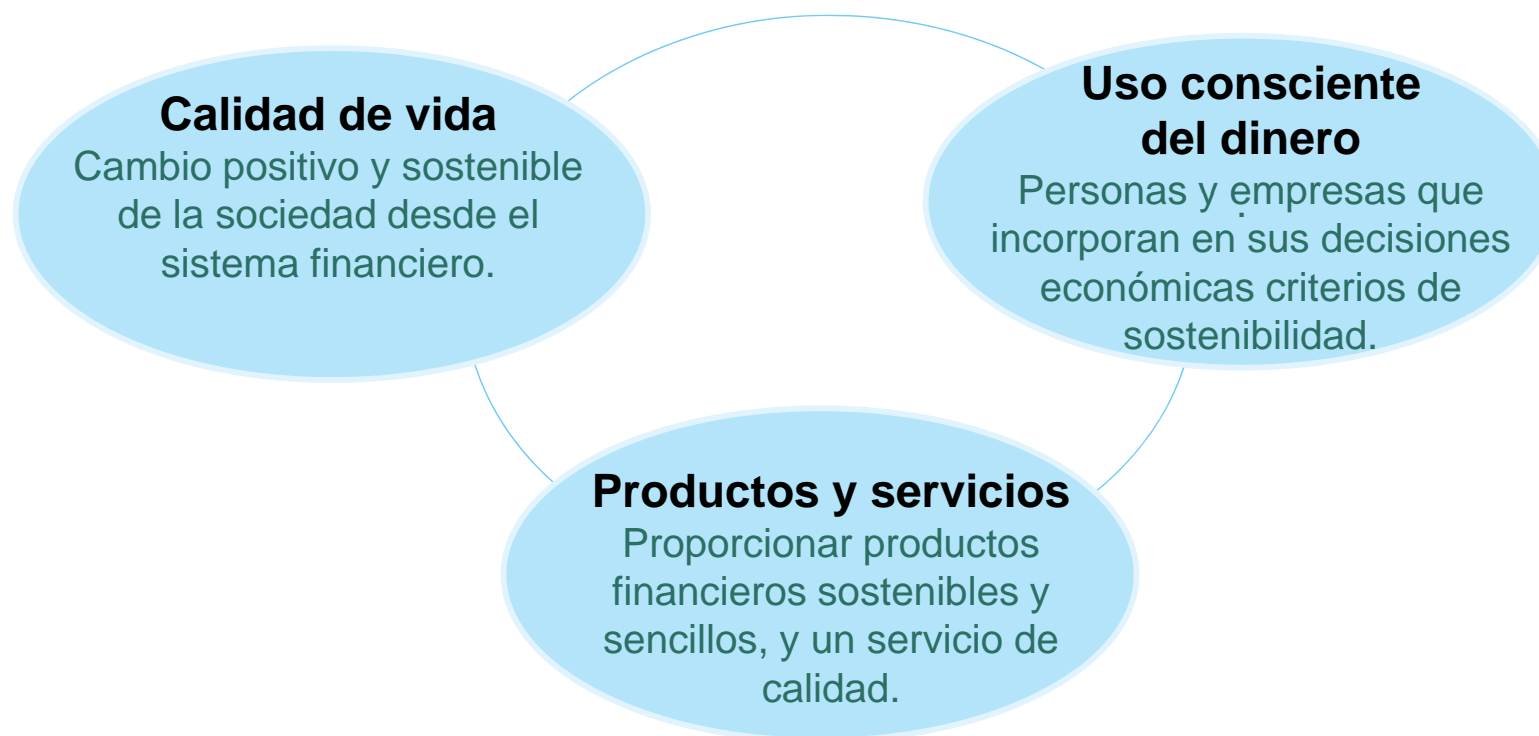 Calidad de vida
Cambio positivo y sostenible
de la sociedad desde el
sistema financiero.
Uso consciente
del dinero
Personas y empresas que
.
incorporan en sus decisiones
económicas criterios de
sostenibilidad.
Productos y servicios
Proporcionar productos
financieros sostenibles y
sencillos, y un servicio de
calidad.